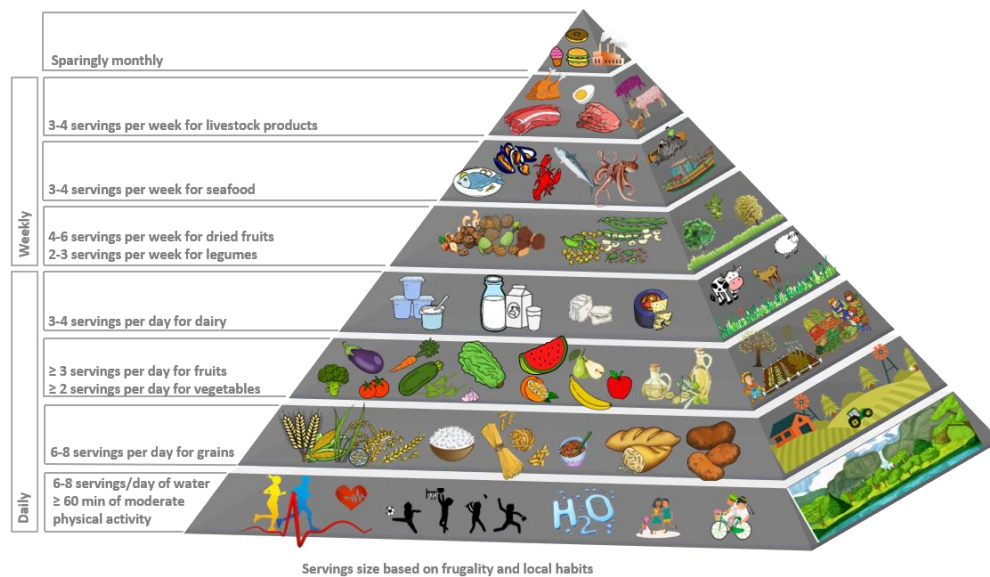 Sparingly monthly
3-4 servings per week for livestock products
3-4 servings per week for seafood
Weekly
4-6 servings per week for dried fruits
2-3 servings per week for legumes
3-4 servings per day for dairy
≥ 3 servings per day for fruits
≥ 2 servings per day for vegetables
6-8 servings per day for grains
Daily
6-8 servings/day of water
≥ 60 min of moderate
physical activity
H2O
Servings size based on frugality and local habits